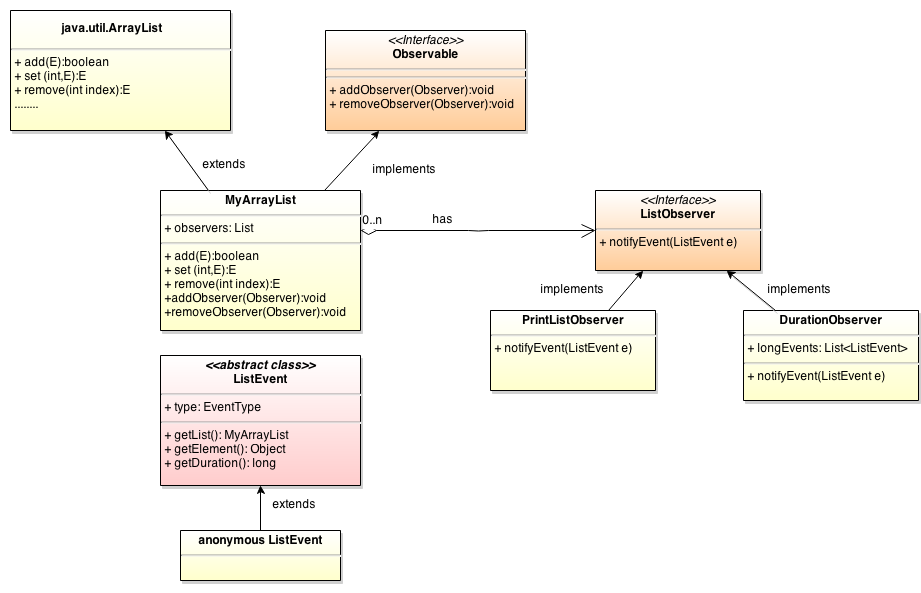 java.util.ArrayList
+ add(E):boolean
+ set (int,E):E
+ remove(int index):E
........
<<Interface>>
Observable
+ addObserver(Observer):void
+ removeObserver(Observer):void
extends
implements
MyArrayList
+ observers: List
+ add(E):boolean
+ set (int,E):E
+ remove(int index):E
+addObserver(Observer):void
+removeObserver(Observer):void
0..n
has
<<Interface>>
ListObserver
+ notifyEvent(ListEvent e)
implements
implements
PrintListObserver
+ notifyEvent(ListEvent e)
DurationObserver
+ longEvents: List<ListEvent>
+ notifyEvent(ListEvent e)
<<abstract class>>
ListEvent
+ type: EventType
+ getList(): MyArrayList
+ getElement(): Object
+ getDuration(): long
extends
anonymous ListEvent